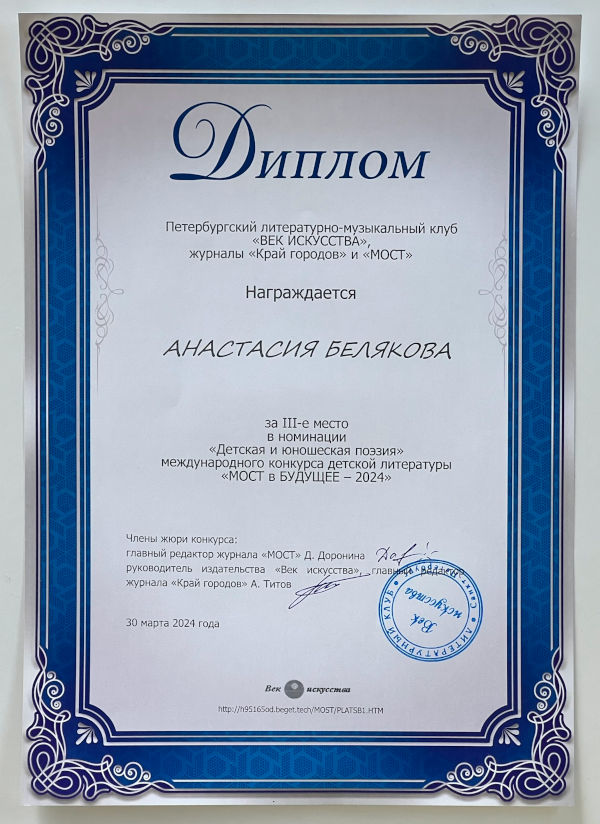 Диплом
Петербургский литературно-музыкальный клуб
«ВЕК ИСКУССТВА»,
журналы «Край городов» и «МОСТ»
Награждается
АНАСТАСИЯ БЕЛЯКОВА
за III-е место
в номинации
«Детская и юношеская поэзия»
международного конкурса детской литературы
«МОСТ в БУДУЩЕЕ – 2024»
Члены жюри конкурса:
главный редактор журнала «МОСТ» Д. Доронина
руководитель издательства «Век искусства», главный редактор
журнала «Край городов» А. Титов
ЛИТЕРАТУРНЫЙ КЛУБ • Санкт-Петербург •
Век
искусства
30 марта 2024 года
Век искусства
http://h95165od.beget.tech/MOST/PLATSB1.HTM